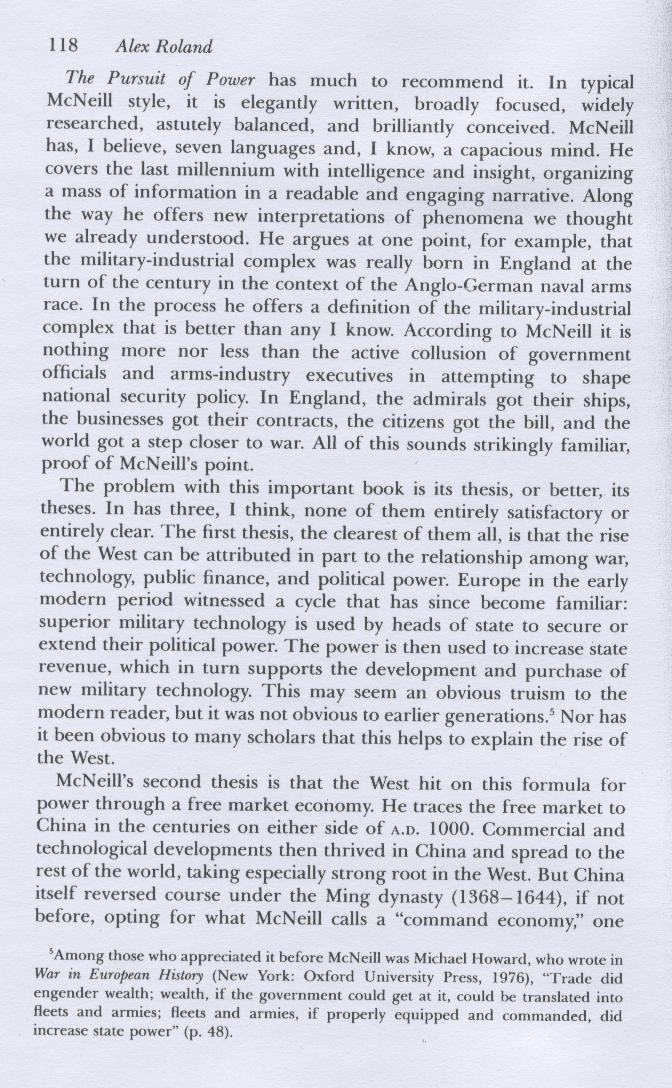 118 Alex Roland
The Pursuit of Power has much to recommend it. In typical
McNeill style, it is elegantly written, broadly focused, widely
researched, astutely balanced, and brilliantly conceived. McNeill
has, I believe, seven languages and, I know, a capacious mind. He
covers the last millennium with intelligence and insight, organizing
a mass of information in a readable and engaging narrative. Along
the way he offers new interpretations of phenomena we thought
we already understood. He argues at one point, for example, that
the military-industrial complex was really born in England at the
turn of the century in the context of the Anglo-German naval arms
race. In the process he offers a definition of the military-industrial
complex that is better than any I know. According to McNeill it is
nothing more nor less than the active collusion of government
officials and arms-industry executives in attempting to shape
national security policy. In England, the admirals got their ships,
the businesses got their contracts, the citizens got the bill, and the
world got a step closer to war. All of this sounds strikingly familiar,
proof of McNeill's point.
The problem with this important book is its thesis, or better, its
theses. In has three, I think, none of them entirely satisfactory or
entirely clear. The first thesis, the clearest of them all, is that the rise
of the West can be attributed in part to the relationship among war,
technology, public finance, and political power. Europe in the early
modern period witnessed a cycle that has since become familiar:
superior military technology is used by heads of state to secure or
extend their political power. The power is then used to increase state
revenue, which in turn supports the development and purchase of
new military technology. This may seem an obvious truism to the
modern reader, but it was not obvious to earlier generations.⁵ Nor has
it been obvious to many scholars that this helps to explain the rise of
the West.
McNeill's second thesis is that the West hit on this formula for
power through a free market economy. He traces the free market to
China in the centuries on either side of A.D. 1000. Commercial and
technological developments then thrived in China and spread to the
rest of the world, taking especially strong root in the West. But China
itself reversed course under the Ming dynasty (1368–1644), if not
before, opting for what McNeill calls a “command economy,” one
⁵Among those who appreciated it before McNeill was Michael Howard, who wrote in
War in European History (New York: Oxford University Press, 1976), “Trade did
engender wealth; wealth, if the government could get at it, could be translated into
fleets and armies; fleets and armies, if properly equipped and commanded, did
increase state power” (p. 48).